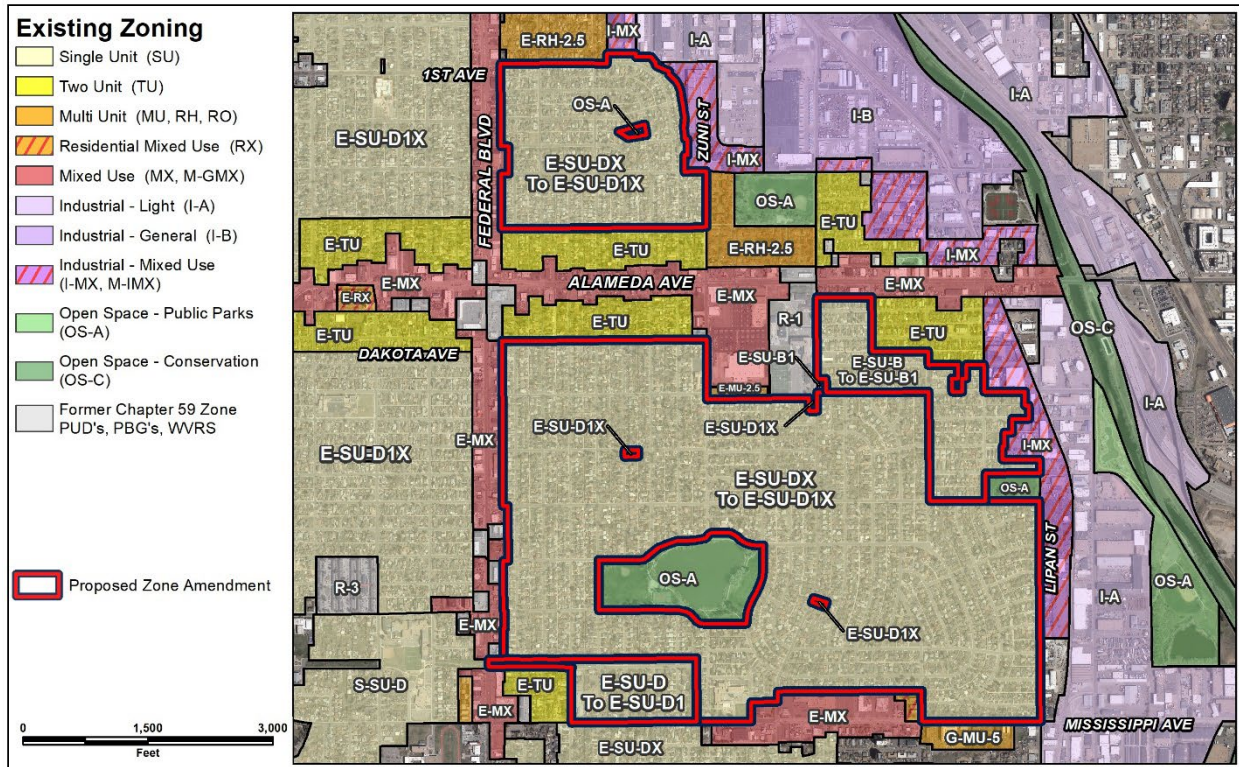 Existing Zoning
Single Unit (SU)
Two Unit (TU)
Multi Unit (MU, RH, RO)
Residential Mixed Use (RX)
Mixed Use (MX, M-GMX)
Industrial - Light (I-A)
Industrial - General (I-B)
Industrial - Mixed Use
(I-MX, M-IMX)
Open Space - Public Parks
(OS-A)
Open Space - Conservation
(OS-C)
Former Chapter 59 Zone
PUD's, PBG's, WVRS
Proposed Zone Amendment
0 1,500 3,000
Feet
E-RH-2.5
I-MX
I-A
I-A
1ST AVE
OS-A
ZUNI ST
I-B
E-SU-D1X
FEDERAL BLVD
E-SU-DX
To E-SU-D1X
I-MX
OS-A
E-TU
E-TU
E-TU
E-RH-2.5
I-MX
E-MX
ALAMEDA AVE
E-MX
E-MX
E-RX
R-1
E-TU
E-TU
E-TU
OS-C
DAKOTA AVE
E-SU-B1
E-SU-B
To E-SU-B1
E-MU-2.5
I-A
E-SU-D1X
E-SU-D1X
E-MX
I-MX
E-SU-D1X
E-SU-DX
To E-SU-D1X
OS-A
LIPAN ST
OS-A
R-3
I-A
OS-A
E-MX
E-MX
E-SU-D1X
S-SU-D
E-TU
E-SU-D
To E-SU-D1
E-MX
E-MX
G-MU-5
MISSISSIPPI AVE
E-SU-DX